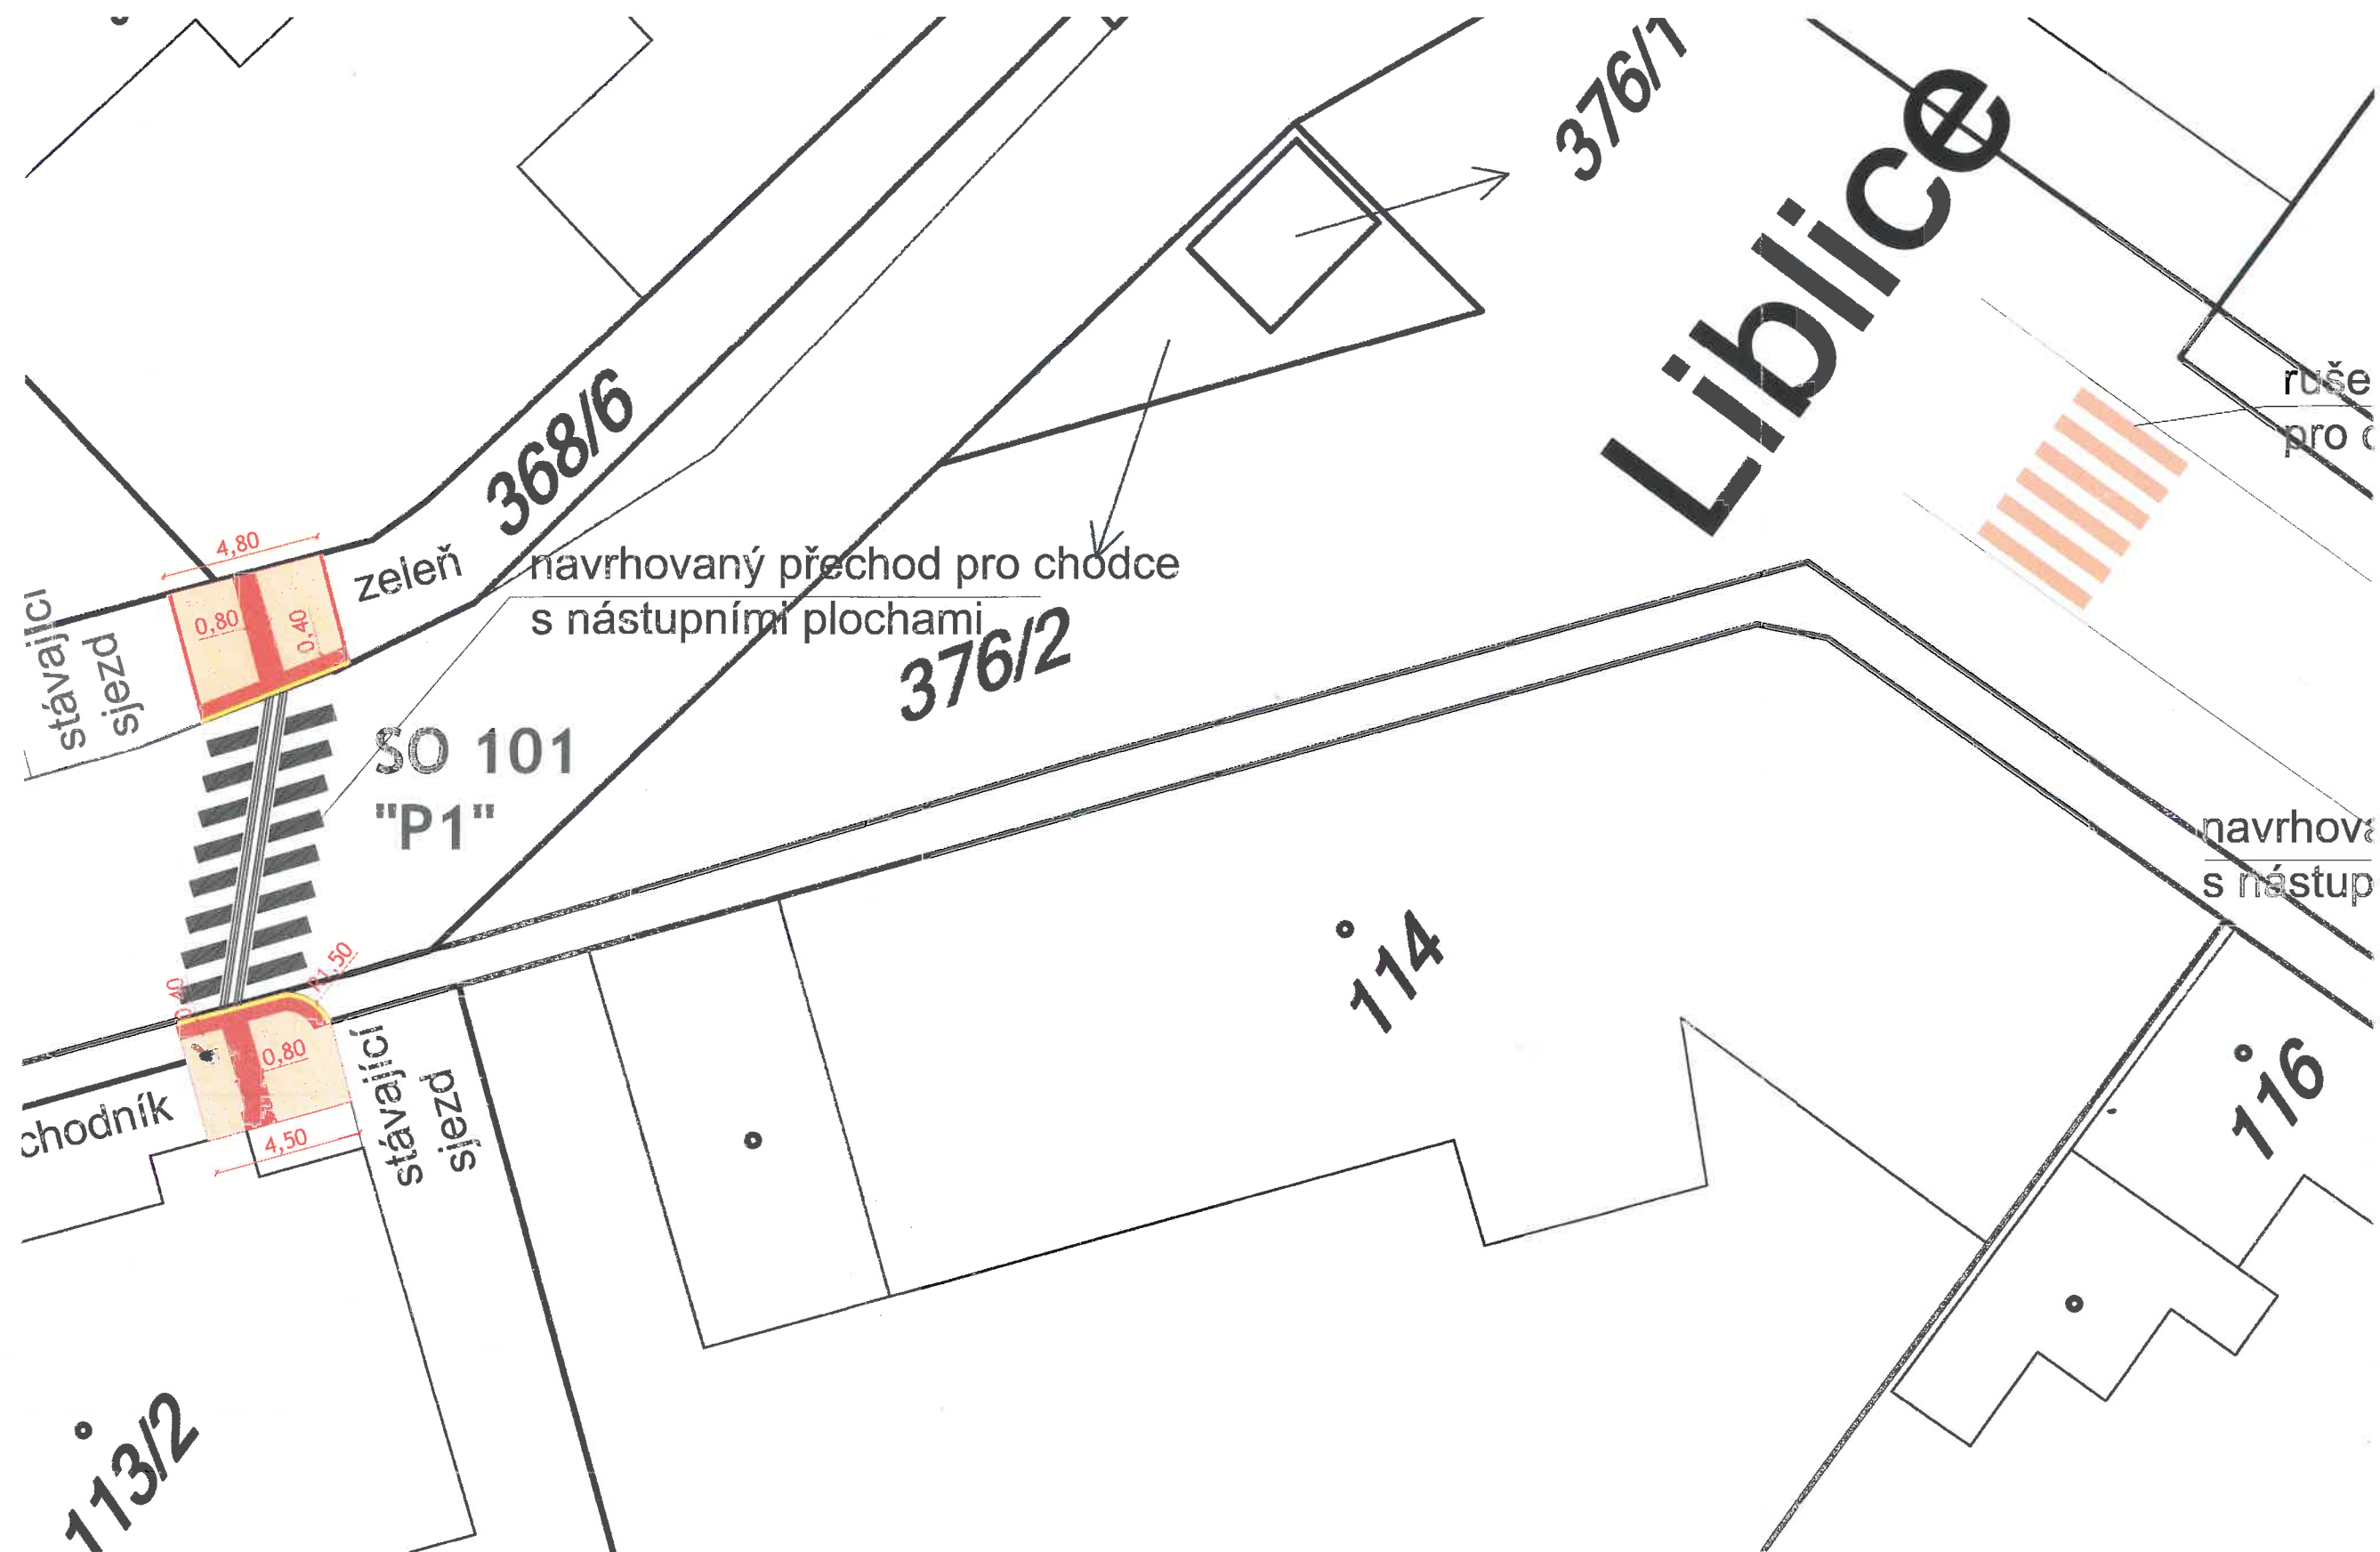 376/1
Liblice
ruše
pro
368/6
4,80
zeleň
navrhovaný přechod pro chodce
s nástupními plochami
0,80
0,40
stávající
sjezd
376/2
SO 101
"P1"
navrhova
s nástup
114
R1,50
0,40
0,80
stávající
sjezd
chodník
4,50
116
113/2